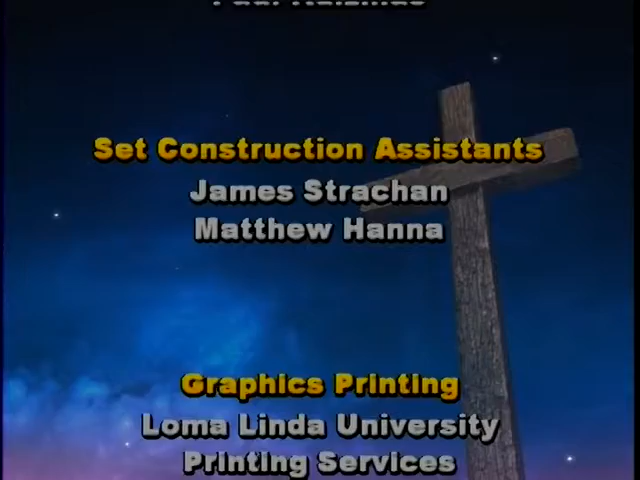 Set Construction Assistants
James Strachan
Matthew Hanna
Graphics Printing
Loma Linda University
Printing Services